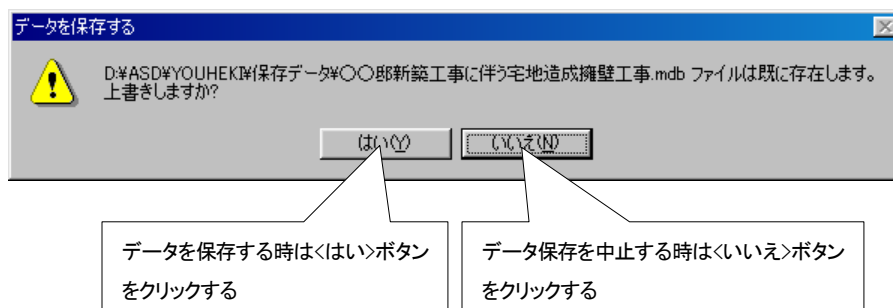 データを保存する
D:¥ASD¥YOUHEKI¥保存データ¥〇〇邸新築工事に伴う宅地造成擁壁工事.mdb ファイルは既に存在します。
上書きしますか?
はい(Y)
いいえ(N)
データを保存する時は<はい>ボタン
をクリックする
データ保存を中止する時は<いいえ>ボタン
をクリックする